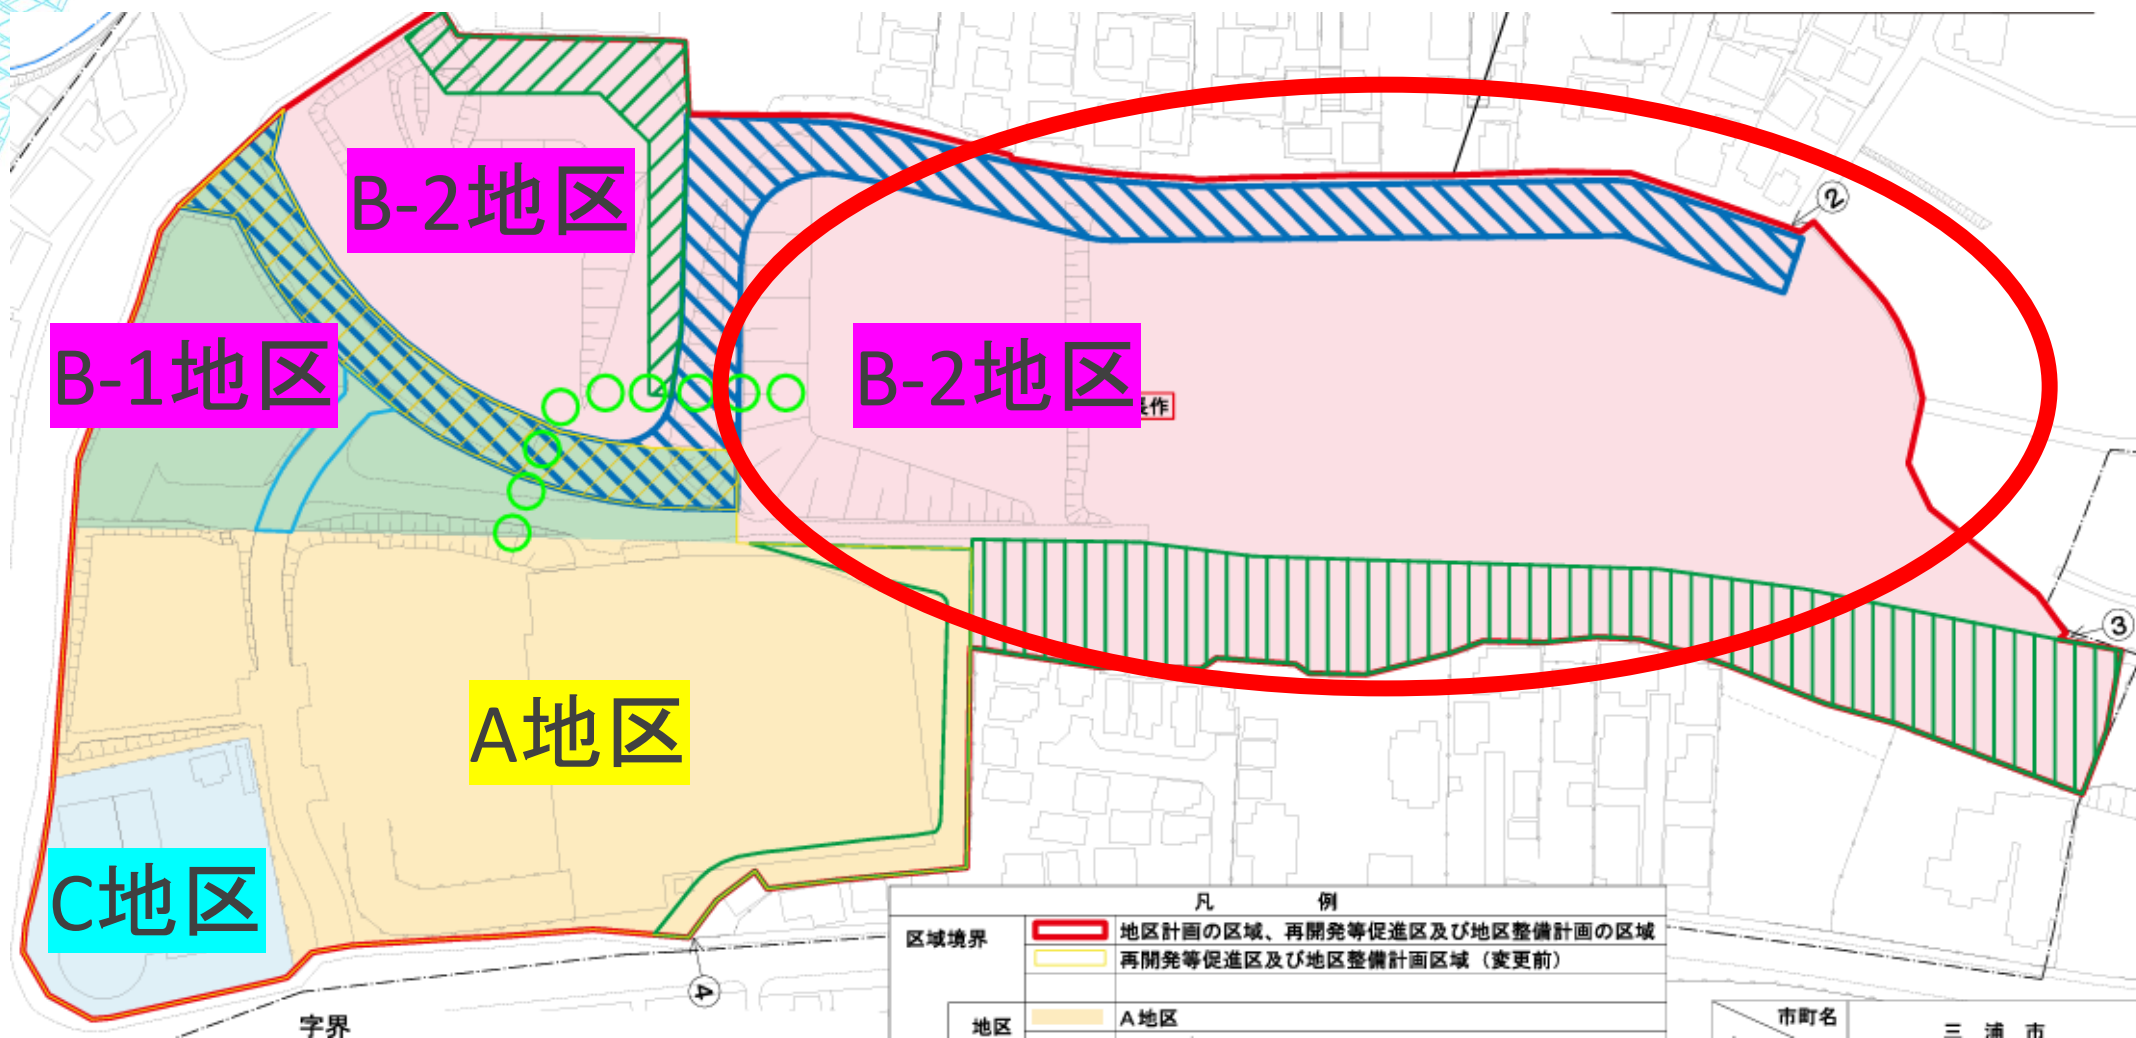 B-2地区
②
B-1地区
B-2地区
長作
③
A地区
C地区
④
字界
凡 例
区域境界
地区計画の区域、再開発等促進区及び地区整備計画の区域
再開発等促進区及び地区整備計画区域（変更前）
地区
A地区
市町名
三浦市